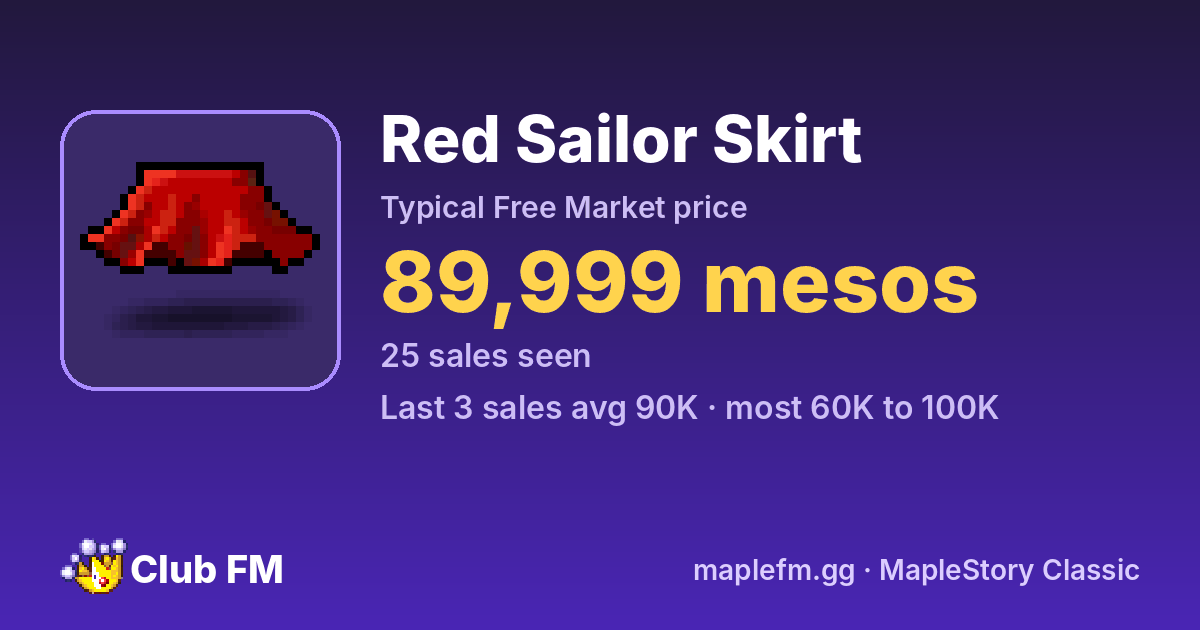 Red Sailor Skirt
Typical Free Market price
89,999 mesos
25 sales seen
Last 3 sales avg 90K · most 60K to 100K
Club FM
maplefm.gg · MapleStory Classic